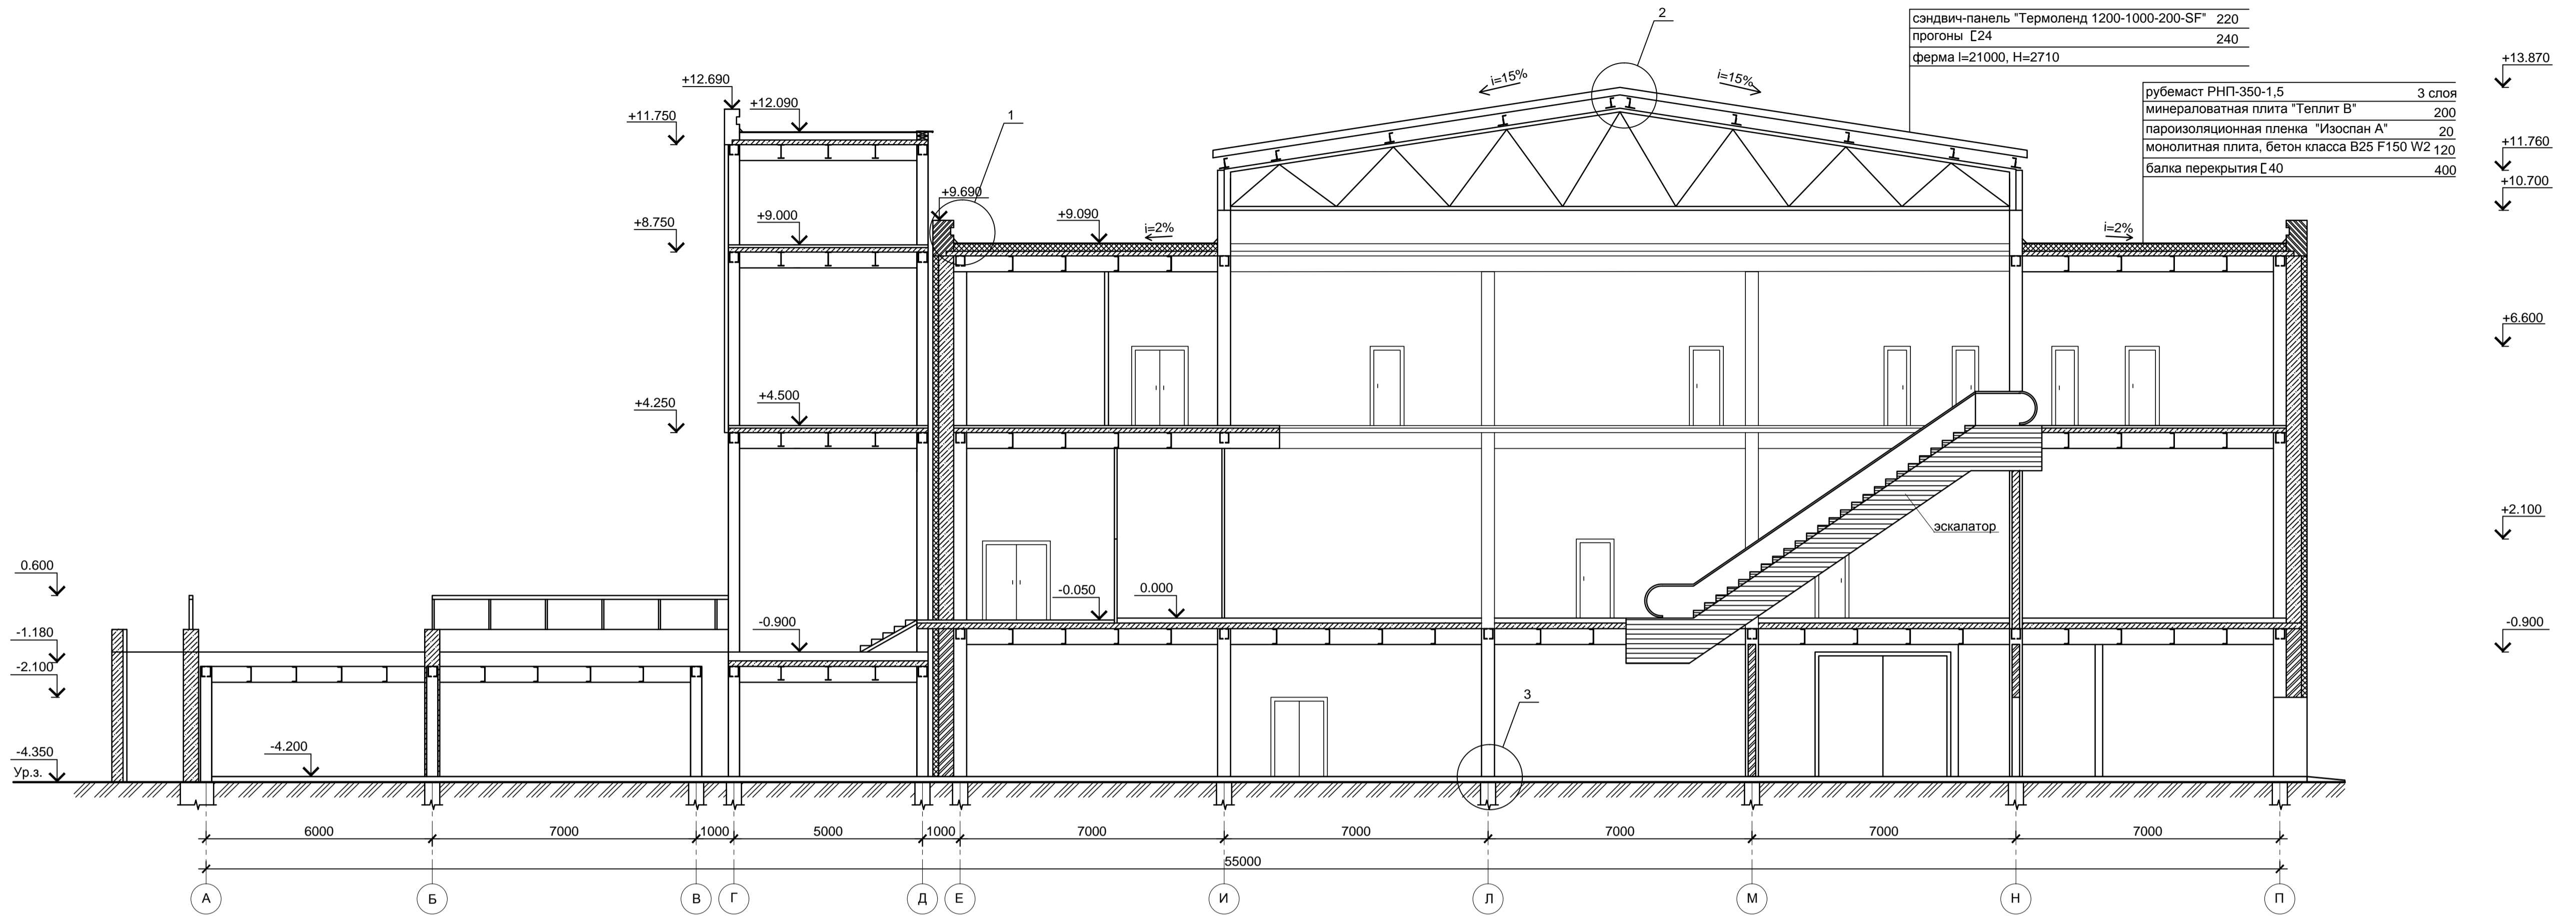 2
сэндвич-панель "Термоленд 1200-1000-200-SF" 220
прогоны [24 240
ферма l=21000, H=2710
+13.870
+12.690
i=15%
i=15%
рубемаст РНП-350-1,5 3 слоя
минераловатная плита "Теплит В" 200
пароизоляционная пленка "Изоспан А" 20
монолитная плита, бетон класса В25 F150 W2 120
балка перекрытия [40 400
+12.090
+11.750
1
+11.760
+10.700
+9.690
+9.000
+9.090
+8.750
i=2%
i=2%
+6.600
+4.500
+4.250
+2.100
эскалатор
0.600
-0.050
0.000
-0.900
-0.900
-1.180
-2.100
3
-4.200
-4.350
Ур.з.
6000 7000 1000 5000 1000 7000 7000 7000 7000 7000
55000
А Б В Г Д Е И Л М Н П